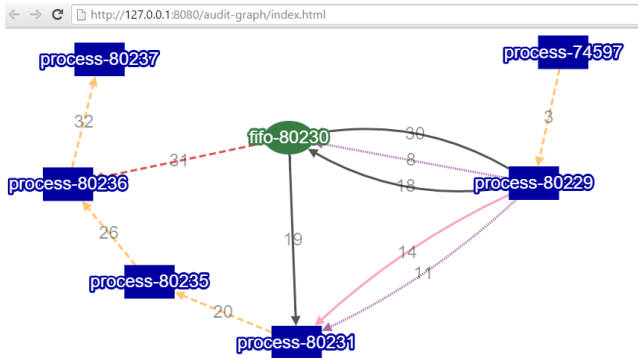 http://127.0.0.1:8080/audit-graph/index.html
process-80237
process-74597
32
3
fifo-80230
30
31
8
process-80236
18
process-80229
26
19
14
11
process-80235
20
process-80231